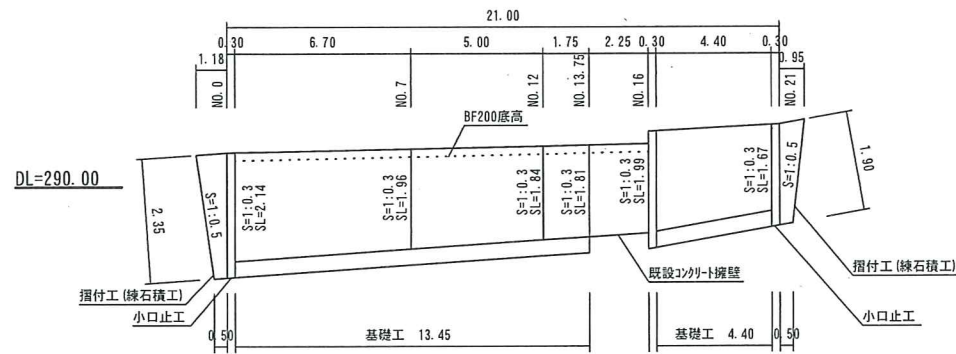 21.00
0.30 6.70 5.00 1.75 2.25 0.30 4.40 0.30
1.18
0.95
NO.0
NO.7
NO.12
NO.13.75
NO.16
NO.21
BF200底高
DL=290.00
2.35
S=1:0.5
S=1:0.3
SL=2.14
S=1:0.3
SL=1.96
S=1:0.3
SL=1.84
S=1:0.3
SL=1.81
S=1:0.3
SL=1.99
S=1:0.3
SL=1.67
S=1:0.5
1.90
摺付工(練石積工)
小口止工
既設コンクリート擁壁
摺付工(練石積工)
小口止工
0.50 基礎工 13.45 基礎工 4.40 0.50